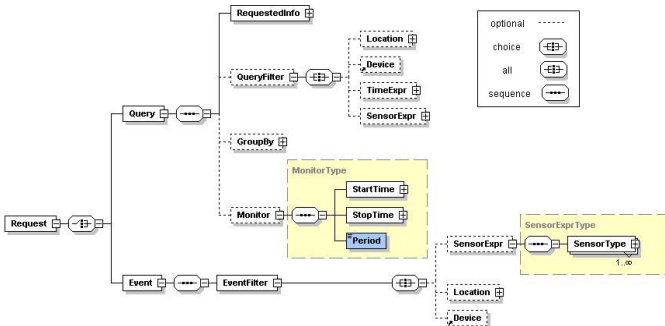 RequestedInfo
optional
choice
all
sequence
Location
Device
QueryFilter
TimeExpr
SensorExpr
Query
GroupBy
MonitorType
StartTime
Monitor
StopTime
Period
Request
SensorExprType
SensorExpr
SensorType
1..∞
Event
EventFilter
Location
Device